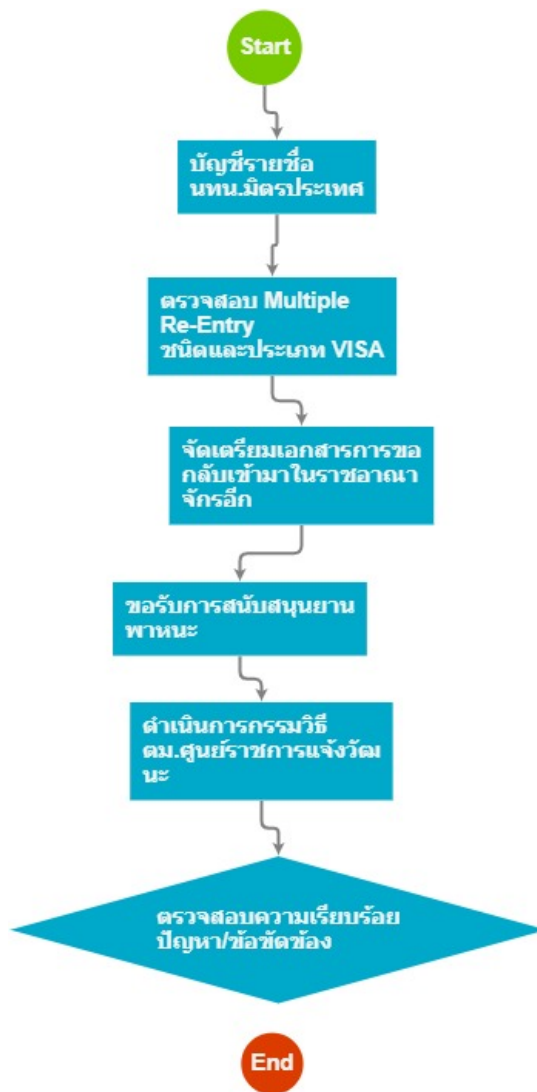 Start
บัญชีรายชื่อ
นทน.มิตรประเทศ
ตรวจสอบ Multiple
Re-Entry
ชนิดและประเภท VISA
จัดเตรียมเอกสารการขอ
กลับเข้ามาในราชอาณา
จักรอีก
ขอรับการสนับสนุนยาน
พาหนะ
ดำเนินการกรรมวิธี
ตม.ศูนย์ราชการแจ้งวัฒ
นะ
ตรวจสอบความเรียบร้อย
ปัญหา/ข้อขัดข้อง
End